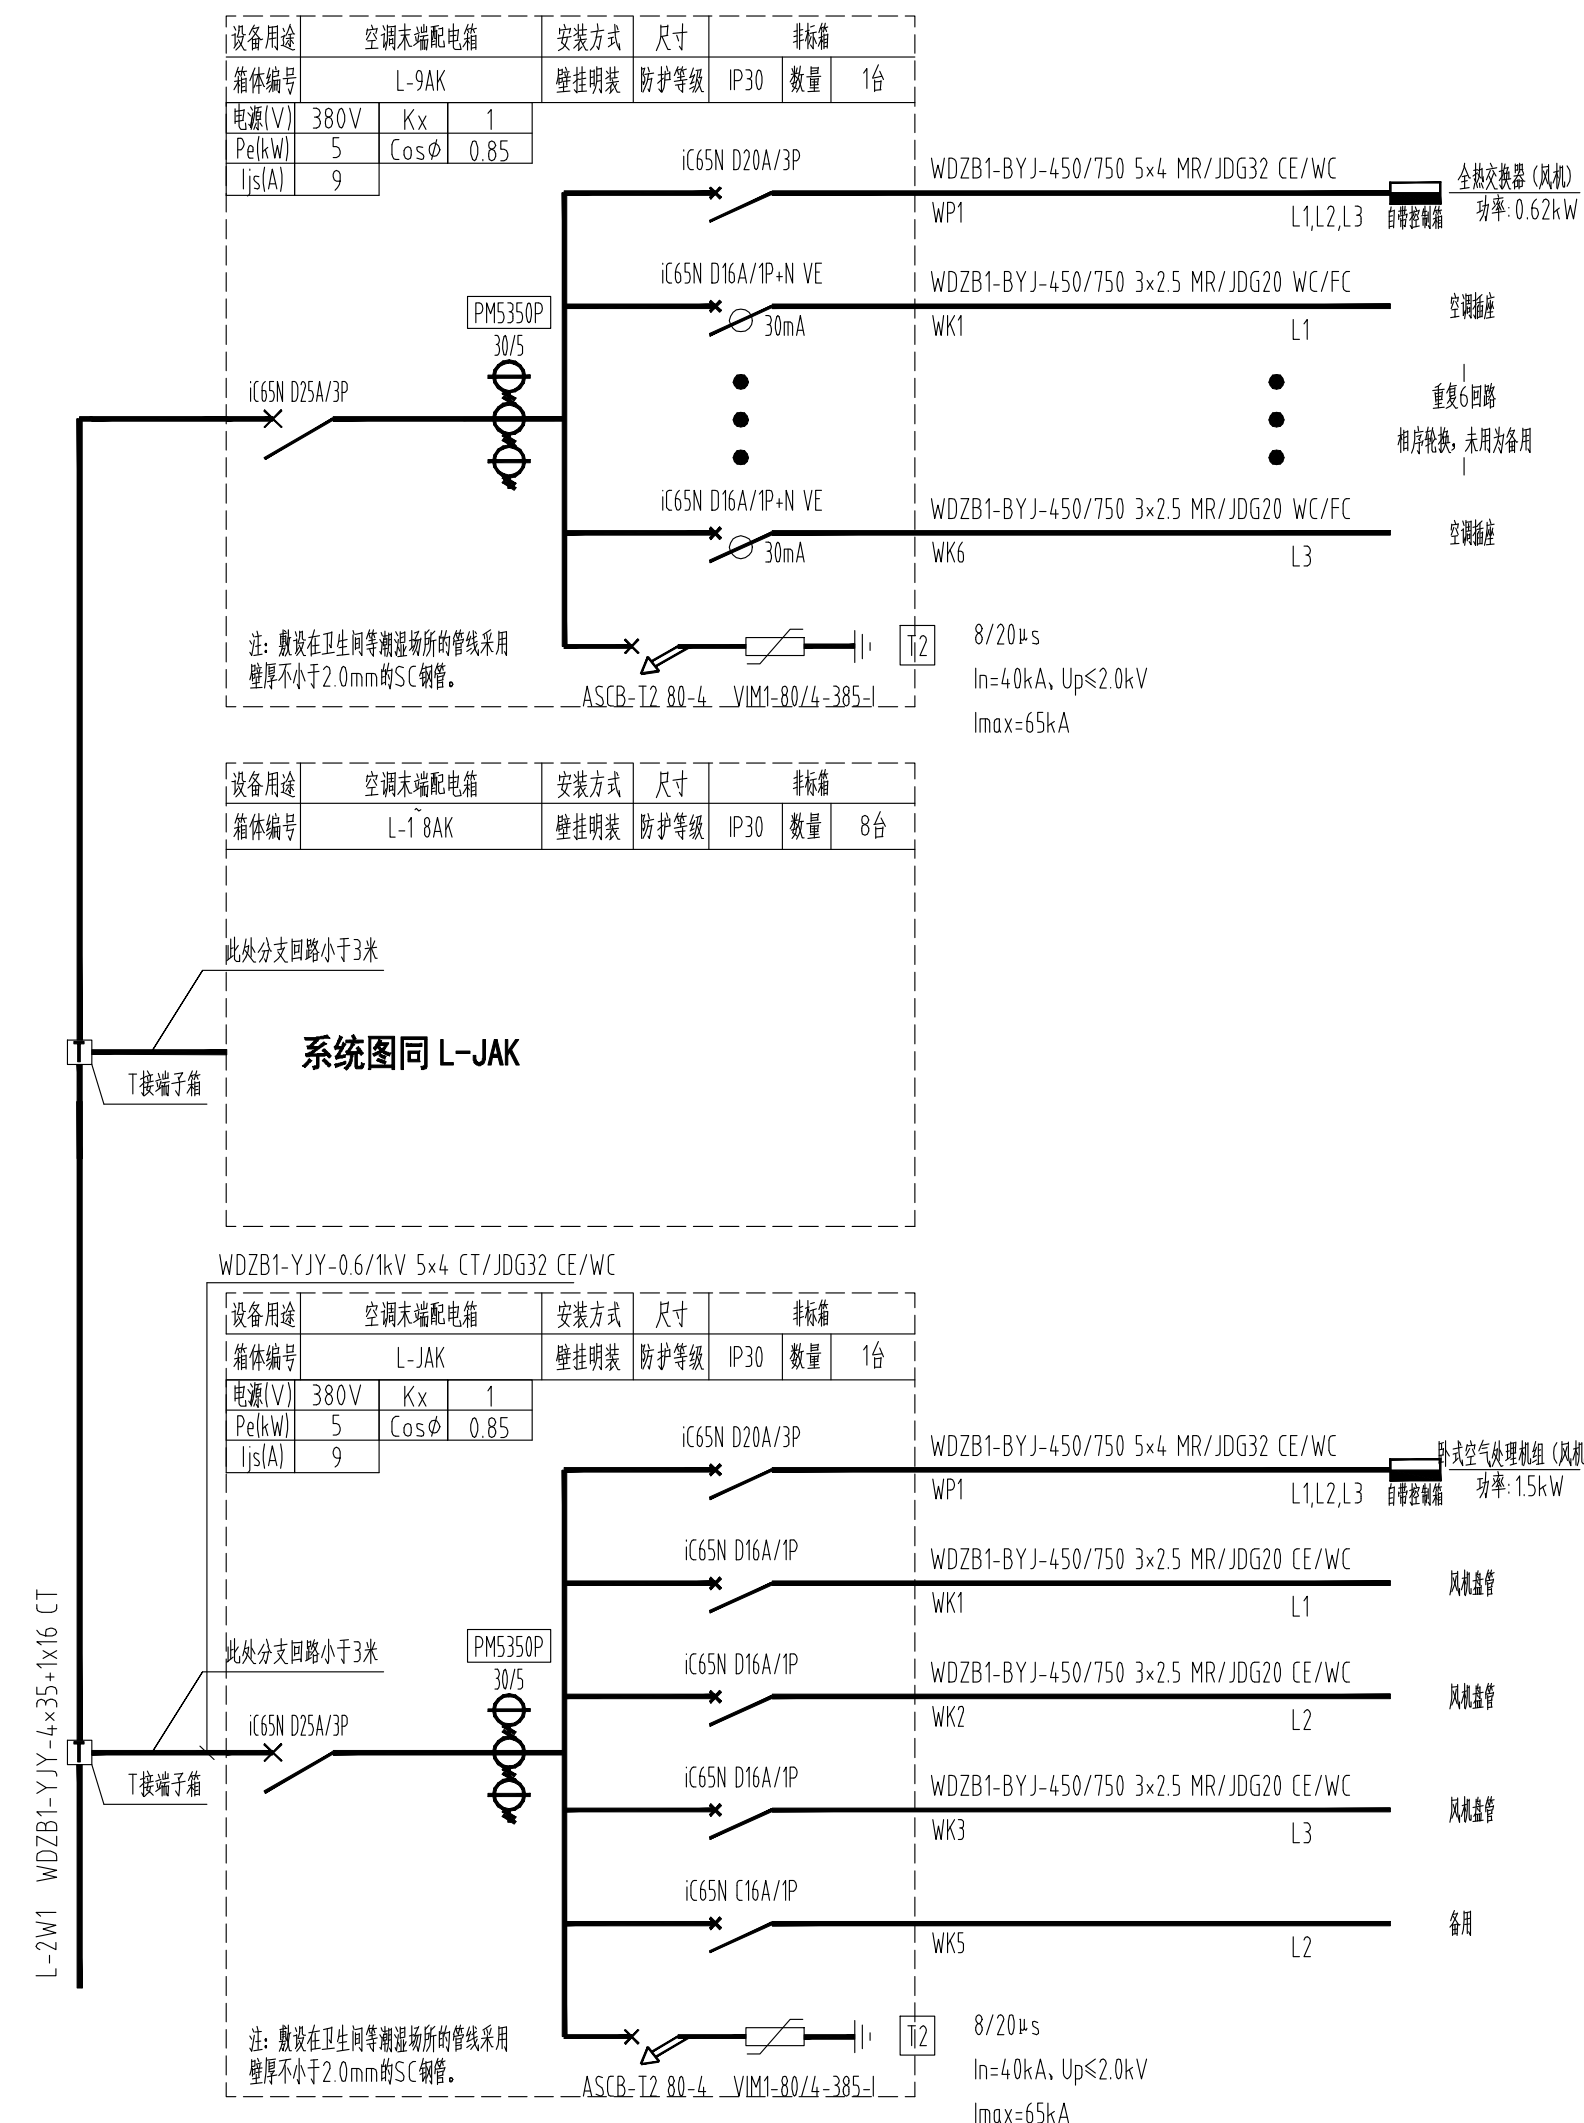 设备用途 空调末端配电箱 安装方式 尺寸 非标箱
箱体编号 L-9AK 壁挂明装 防护等级 IP30 数量 1台
电源(V) 380V Kx 1
Pe(kW) 5 CosØ 0.85
Ijs(A) 9
iC65N D20A/3P
WDZB1-BYJ-450/750 5×4 MR/JDG32 CE/WC
WP1 L1,L2,L3
自带控制箱
全热交换器（风机）
功率:0.62kW
iC65N D16A/1P+N VE
30mA
WDZB1-BYJ-450/750 3×2.5 MR/JDG20 WC/FC
WK1 L1
空调插座
PM5350P
30/5
iC65N D25A/3P
重复6回路
相序轮换，未用为备用
iC65N D16A/1P+N VE
30mA
WDZB1-BYJ-450/750 3×2.5 MR/JDG20 WC/FC
WK6 L3
空调插座
注：敷设在卫生间等潮湿场所的管线采用
壁厚不小于2.0mm的SC钢管。
ASCB-T2 80-4 VIM1-80/4-385-I
T2
8/20μs
In=40kA、Up≤2.0kV
Imax=65kA
设备用途 空调末端配电箱 安装方式 尺寸 非标箱
箱体编号 L-1~8AK 壁挂明装 防护等级 IP30 数量 8台
此处分支回路小于3米
T
T接端子箱
系统图同 L-JAK
WDZB1-YJY-0.6/1kV 5×4 CT/JDG32 CE/WC
设备用途 空调末端配电箱 安装方式 尺寸 非标箱
箱体编号 L-JAK 壁挂明装 防护等级 IP30 数量 1台
电源(V) 380V Kx 1
Pe(kW) 5 CosØ 0.85
Ijs(A) 9
iC65N D20A/3P
WDZB1-BYJ-450/750 5×4 MR/JDG32 CE/WC
WP1 L1,L2,L3
自带控制箱
卧式空气处理机组（风机
功率:1.5kW
iC65N D16A/1P
WDZB1-BYJ-450/750 3×2.5 MR/JDG20 CE/WC
WK1 L1
风机盘管
此处分支回路小于3米
PM5350P
30/5
iC65N D25A/3P
T
T接端子箱
iC65N D16A/1P
WDZB1-BYJ-450/750 3×2.5 MR/JDG20 CE/WC
WK2 L2
风机盘管
iC65N D16A/1P
WDZB1-BYJ-450/750 3×2.5 MR/JDG20 CE/WC
WK3 L3
风机盘管
iC65N C16A/1P
WK5 L2
备用
L-2W1 WDZB1-YJY-4×35+1x16 CT
注：敷设在卫生间等潮湿场所的管线采用
壁厚不小于2.0mm的SC钢管。
ASCB-T2 80-4 VIM1-80/4-385-I
T2
8/20μs
In=40kA、Up≤2.0kV
Imax=65kA